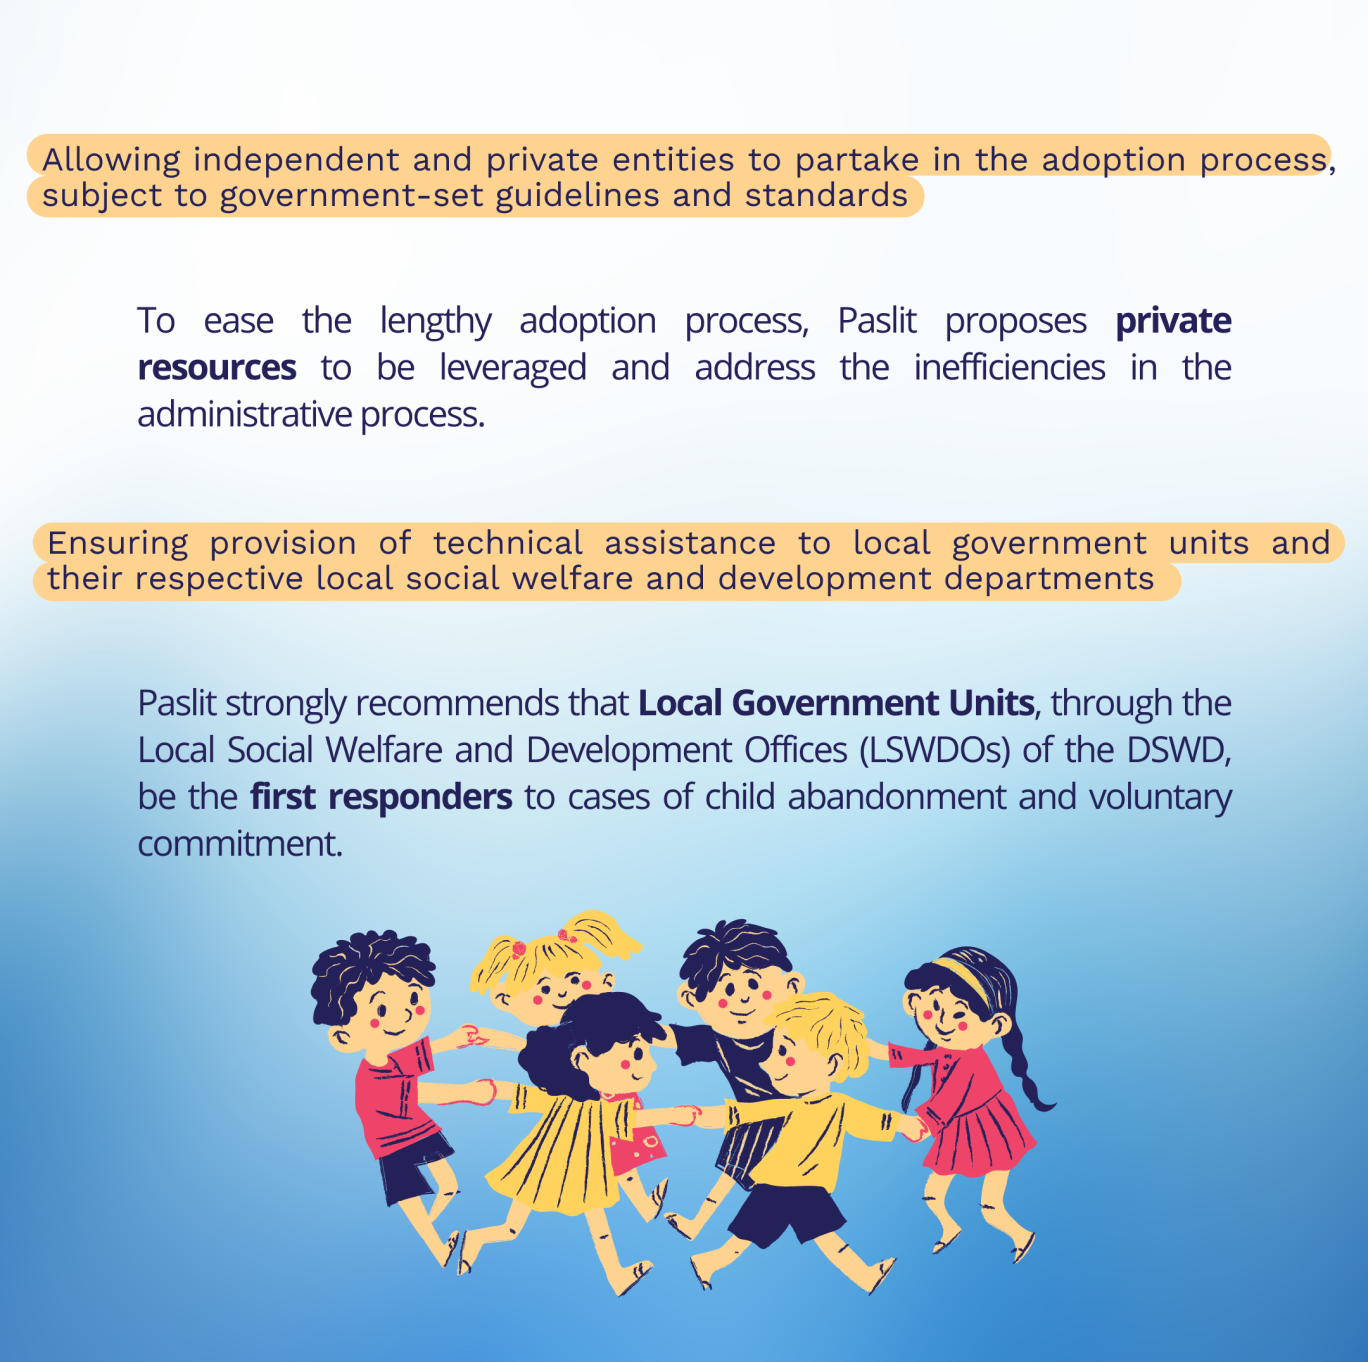 Allowing independent and private entities to partake in the adoption process,
subject to government-set guidelines and standards
To ease the lengthy adoption process, Paslit proposes private
resources to be leveraged and address the inefficiencies in the
administrative process.
Ensuring provision of technical assistance to local government units and
their respective local social welfare and development departments
Paslit strongly recommends that Local Government Units, through the
Local Social Welfare and Development Offices (LSWDOs) of the DSWD,
be the first responders to cases of child abandonment and voluntary
commitment.